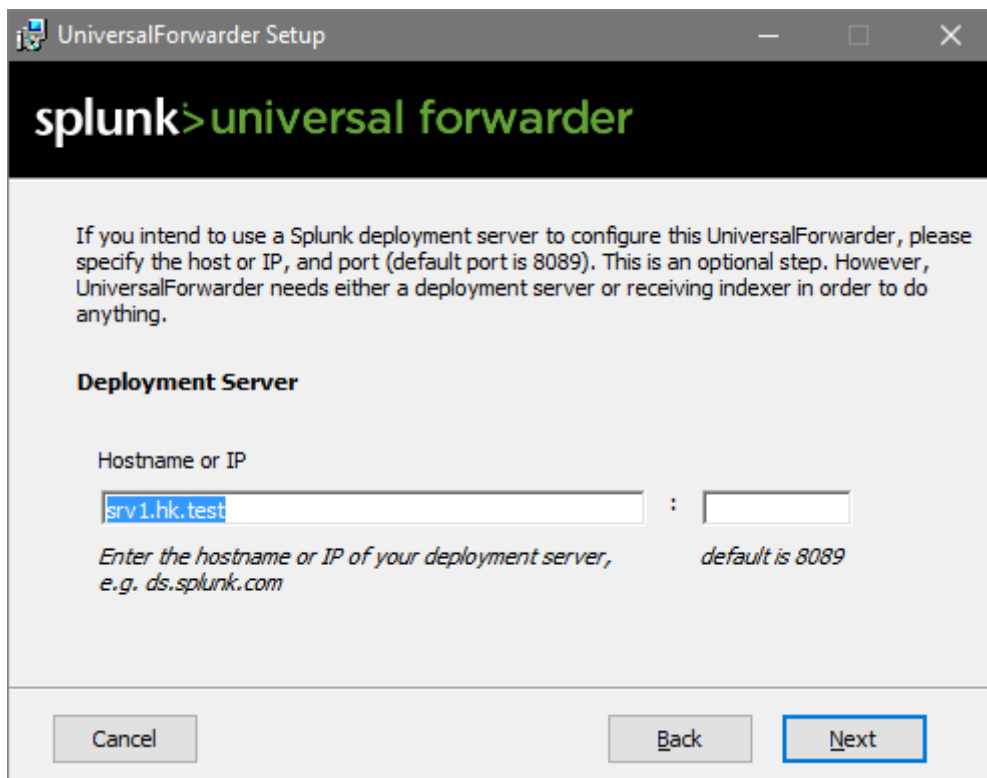 UniversalForwarder Setup
splunk>universal forwarder
If you intend to use a Splunk deployment server to configure this UniversalForwarder, please
specify the host or IP, and port (default port is 8089). This is an optional step. However,
UniversalForwarder needs either a deployment server or receiving indexer in order to do
anything.
Deployment Server
Hostname or IP
srv1.hk.test :
Enter the hostname or IP of your deployment server, default is 8089
e.g. ds.splunk.com
Cancel Back Next